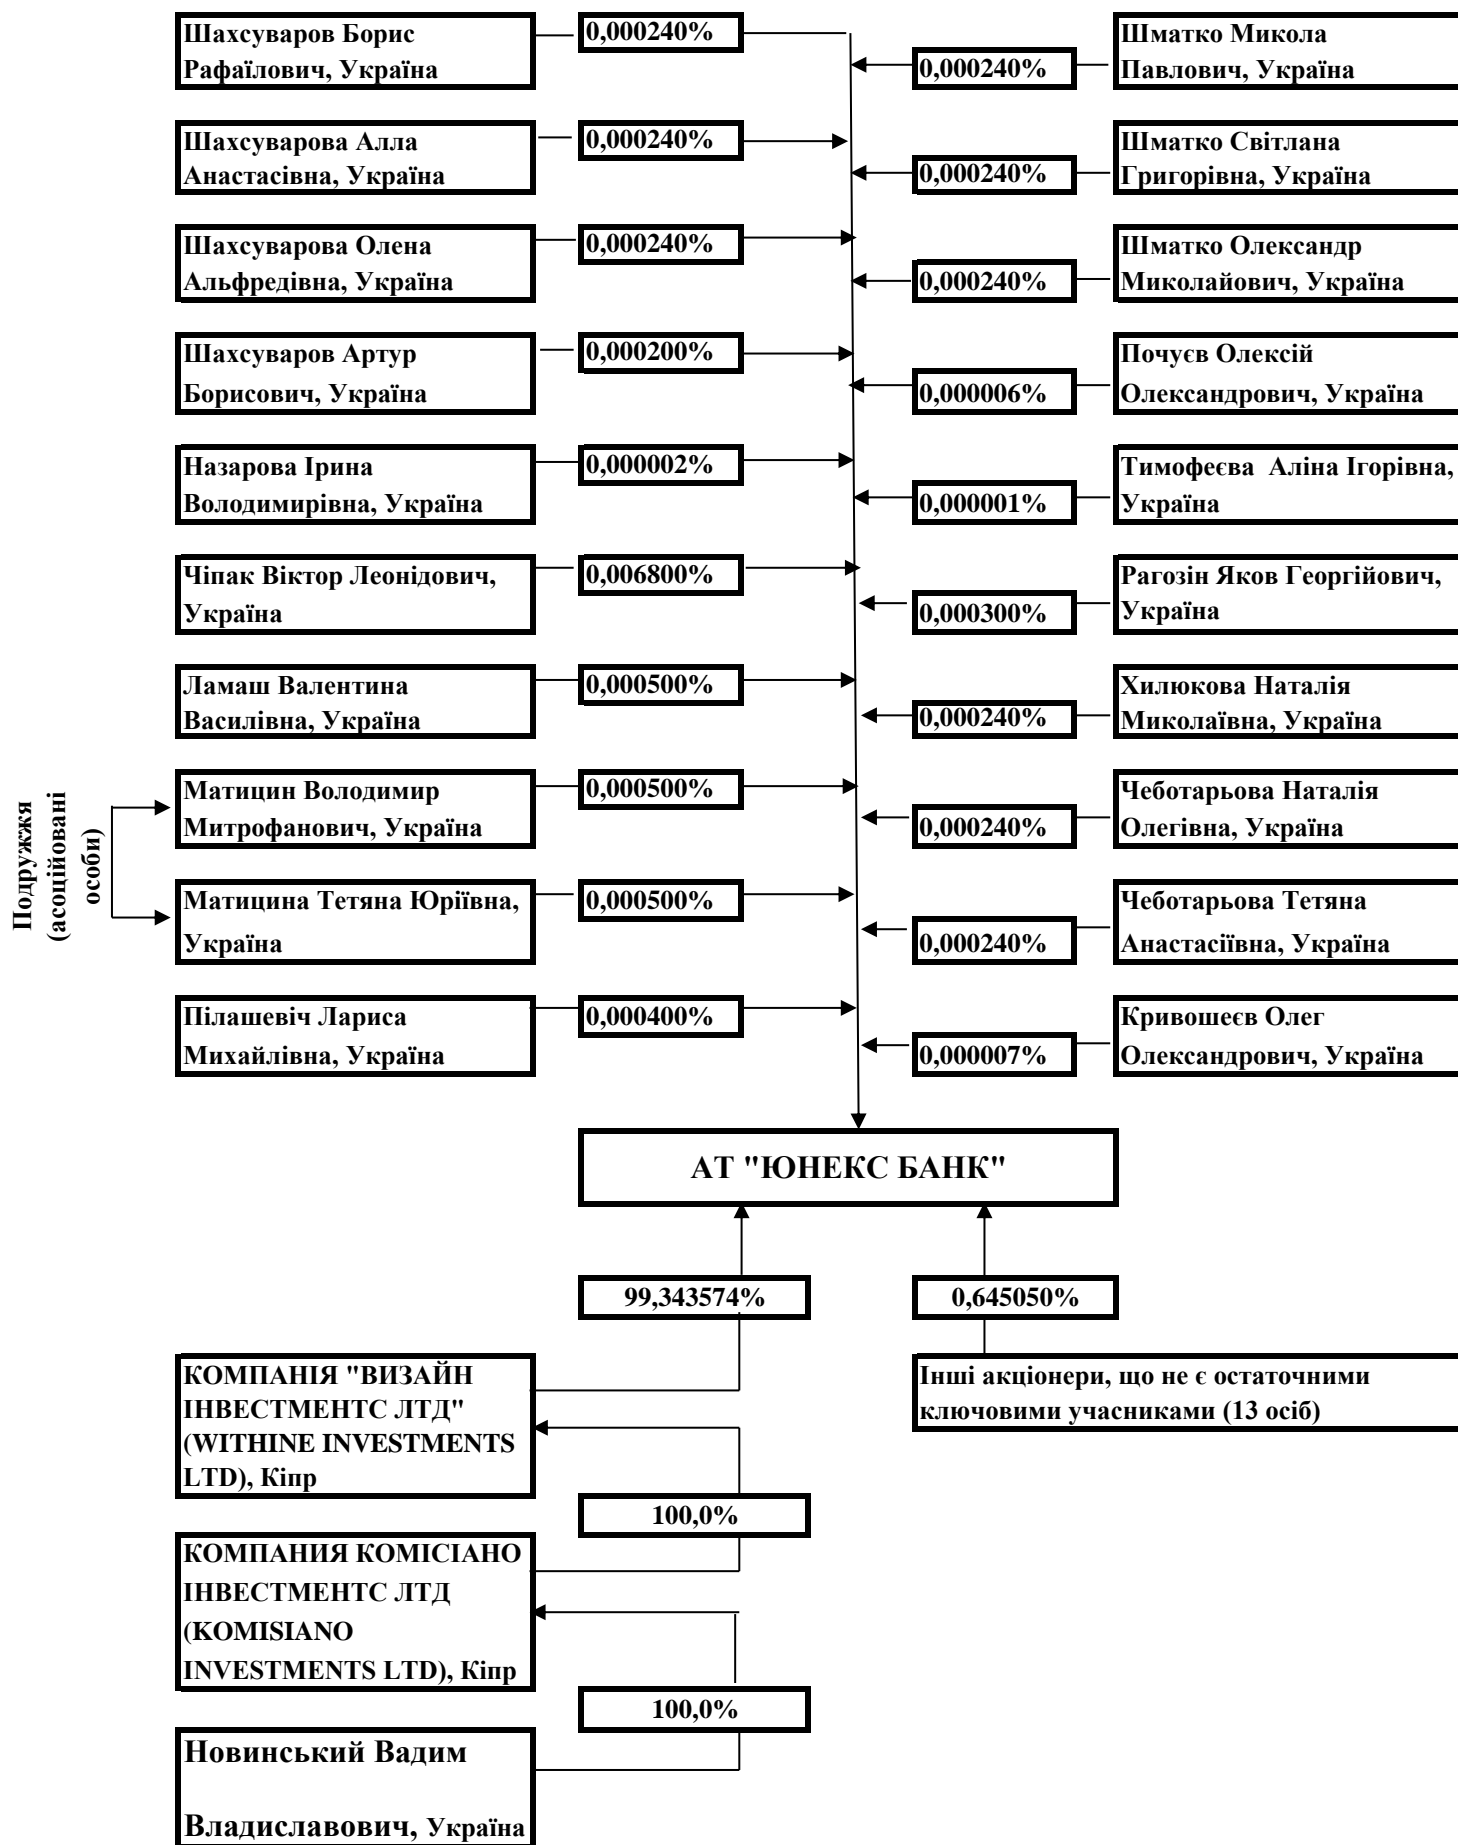 Шахсуваров Борис
Рафаїлович, Україна
0,000240%
Шматко Микола
Павлович, Україна
0,000240%
Шахсуварова Алла
Анастасівна, Україна
0,000240%
Шматко Світлана
Григорівна, Україна
0,000240%
Шахсуварова Олена
Альфредівна, Україна
0,000240%
Шматко Олександр
Миколайович, Україна
0,000240%
Шахсуваров Артур
Борисович, Україна
0,000200%
Почуєв Олексій
Олександрович, Україна
0,000006%
Назарова Ірина
Володимирівна, Україна
0,000002%
Тимофеєва Аліна Ігорівна,
Україна
0,000001%
Чіпак Віктор Леонідович,
Україна
0,006800%
Рагозін Яков Георгійович,
Україна
0,000300%
Ламаш Валентина
Василівна, Україна
0,000500%
Хилюкова Наталія
Миколаївна, Україна
0,000240%
Подружжя
(асоційовані
особи)
Матицин Володимир
Митрофанович, Україна
0,000500%
Чеботарьова Наталія
Олегівна, Україна
0,000240%
Матицина Тетяна Юріївна,
Україна
0,000500%
Чеботарьова Тетяна
Анастасіївна, Україна
0,000240%
Пілашевіч Лариса
Михайлівна, Україна
0,000400%
Кривошеєв Олег
Олександрович, Україна
0,000007%
АТ "ЮНЕКС БАНК"
99,343574%
0,645050%
КОМПАНІЯ "ВИЗАЙН
ІНВЕСТМЕНТС ЛТД"
(WITHINE INVESTMENTS
LTD), Кіпр
Інші акціонери, що не є остаточними
ключовими учасниками (13 осіб)
100,0%
КОМПАНИЯ КОМІСІАНО
ІНВЕСТМЕНТС ЛТД
(KOMISIANO
INVESTMENTS LTD), Кіпр
100,0%
Новинський Вадим
Владиславович, Україна